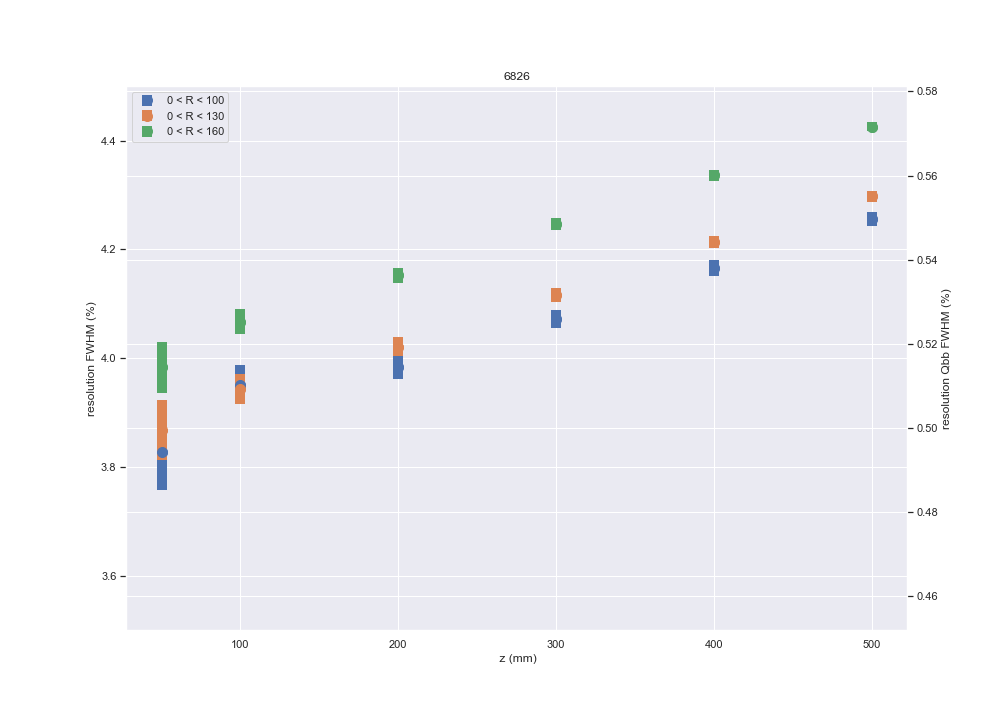 6826
0 < R < 100
0 < R < 130
0 < R < 160
resolution FWHM (%)
4.4
4.2
4.0
3.8
3.6
0.58
0.56
0.54
0.52
0.50
0.48
0.46
resolution Qbb FWHM (%)
100 200 300 400 500
z (mm)